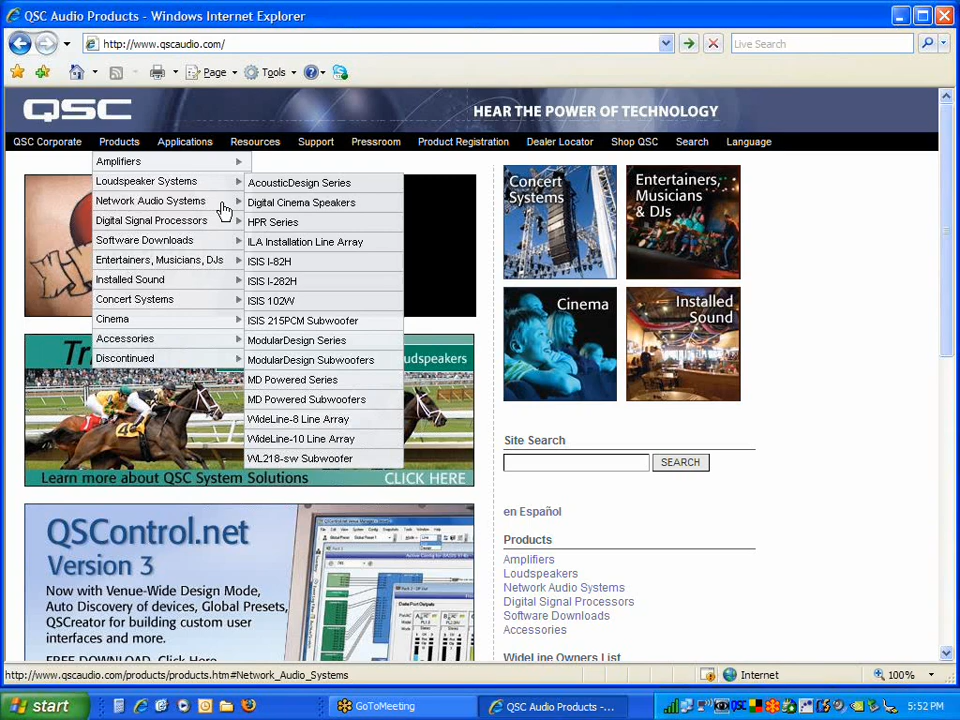 QSC Audio Products - Windows Internet Explorer
http://www.qscaudio.com/
Live Search
Page
Tools
QSC
HEAR THE POWER OF TECHNOLOGY
QSC Corporate Products Applications Resources Support Pressroom Product Registration Dealer Locator Shop QSC Search Language
Amplifiers
Loudspeaker Systems
Network Audio Systems
Digital Signal Processors
Software Downloads
Entertainers, Musicians, DJs
Installed Sound
Concert Systems
Cinema
Accessories
Discontinued
AcousticDesign Series
Digital Cinema Speakers
HPR Series
ILA Installation Line Array
ISIS I-82H
ISIS I-282H
ISIS 102W
ISIS 215PCM Subwoofer
ModularDesign Series
ModularDesign Subwoofers
MD Powered Series
MD Powered Subwoofers
WideLine-8 Line Array
WideLine-10 Line Array
WL218-sw Subwoofer
Concert
Systems
Entertainers,
Musicians
& DJs
Cinema
Installed
Sound
Learn more about QSC System Solutions
CLICK HERE
QSControl.net
Version 3
Now with Venue-Wide Design Mode,
Auto Discovery of devices, Global Presets,
QSCreator for building custom user
interfaces and more.
FREE DOWNLOAD Click Here
Site Search
SEARCH
en Español
Products
Amplifiers
Loudspeakers
Network Audio Systems
Digital Signal Processors
Software Downloads
Accessories
WideLine Owners List
http://www.qscaudio.com/products/products.htm#Network_Audio_Systems
Internet
100%
start
GoToMeeting
QSC Audio Products -...
5:52 PM